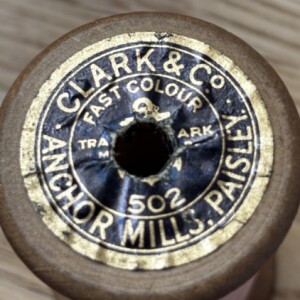 CLARK & Co
ANCHOR MILLS, PAISLEY.
FAST COLOUR
TRA ARK
502